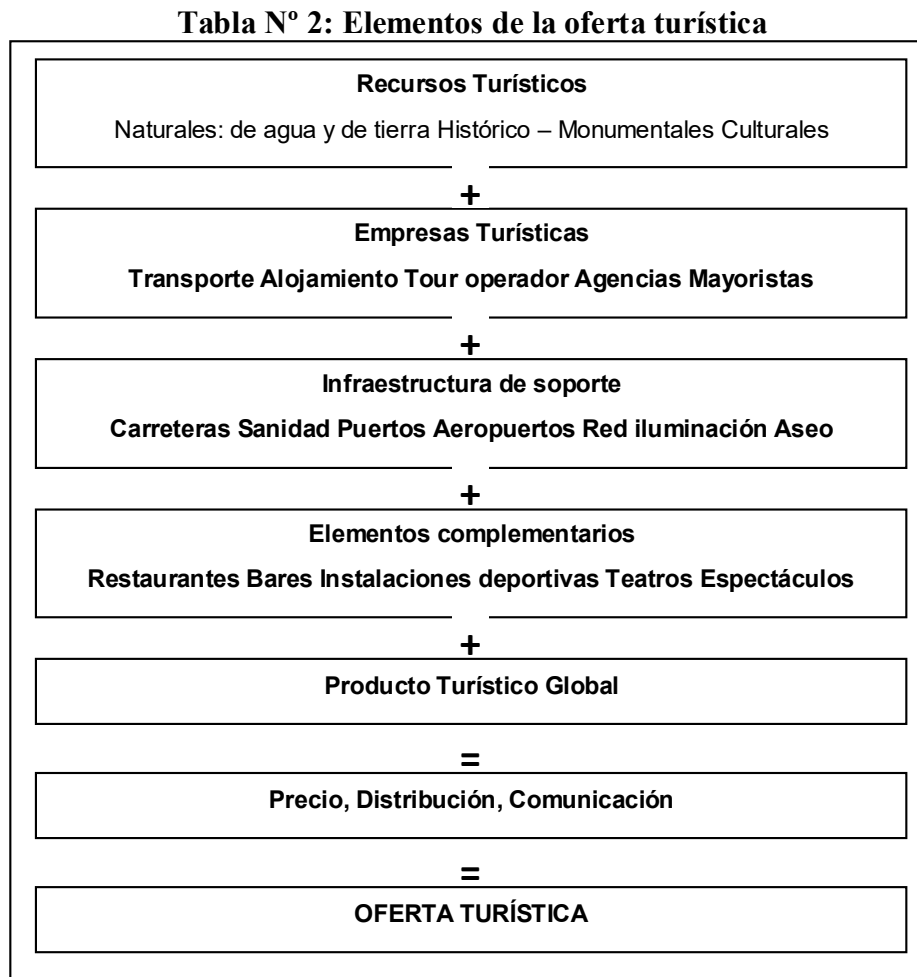 Tabla Nº 2: Elementos de la oferta turística
Recursos Turísticos
Naturales: de agua y de tierra Histórico – Monumentales Culturales
+
Empresas Turísticas
Transporte Alojamiento Tour operador Agencias Mayoristas
+
Infraestructura de soporte
Carreteras Sanidad Puertos Aeropuertos Red iluminación Aseo
+
Elementos complementarios
Restaurantes Bares Instalaciones deportivas Teatros Espectáculos
+
Producto Turístico Global
=
Precio, Distribución, Comunicación
=
OFERTA TURÍSTICA